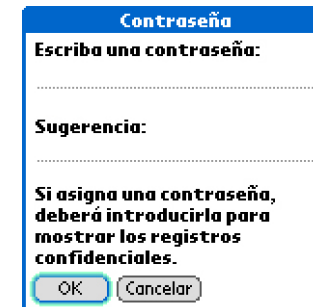 Contraseña
Escriba una contraseña:
Sugerencia:
Si asigna una contraseña,
deberá introducirla para
mostrar los registros
confidenciales.
OK Cancelar